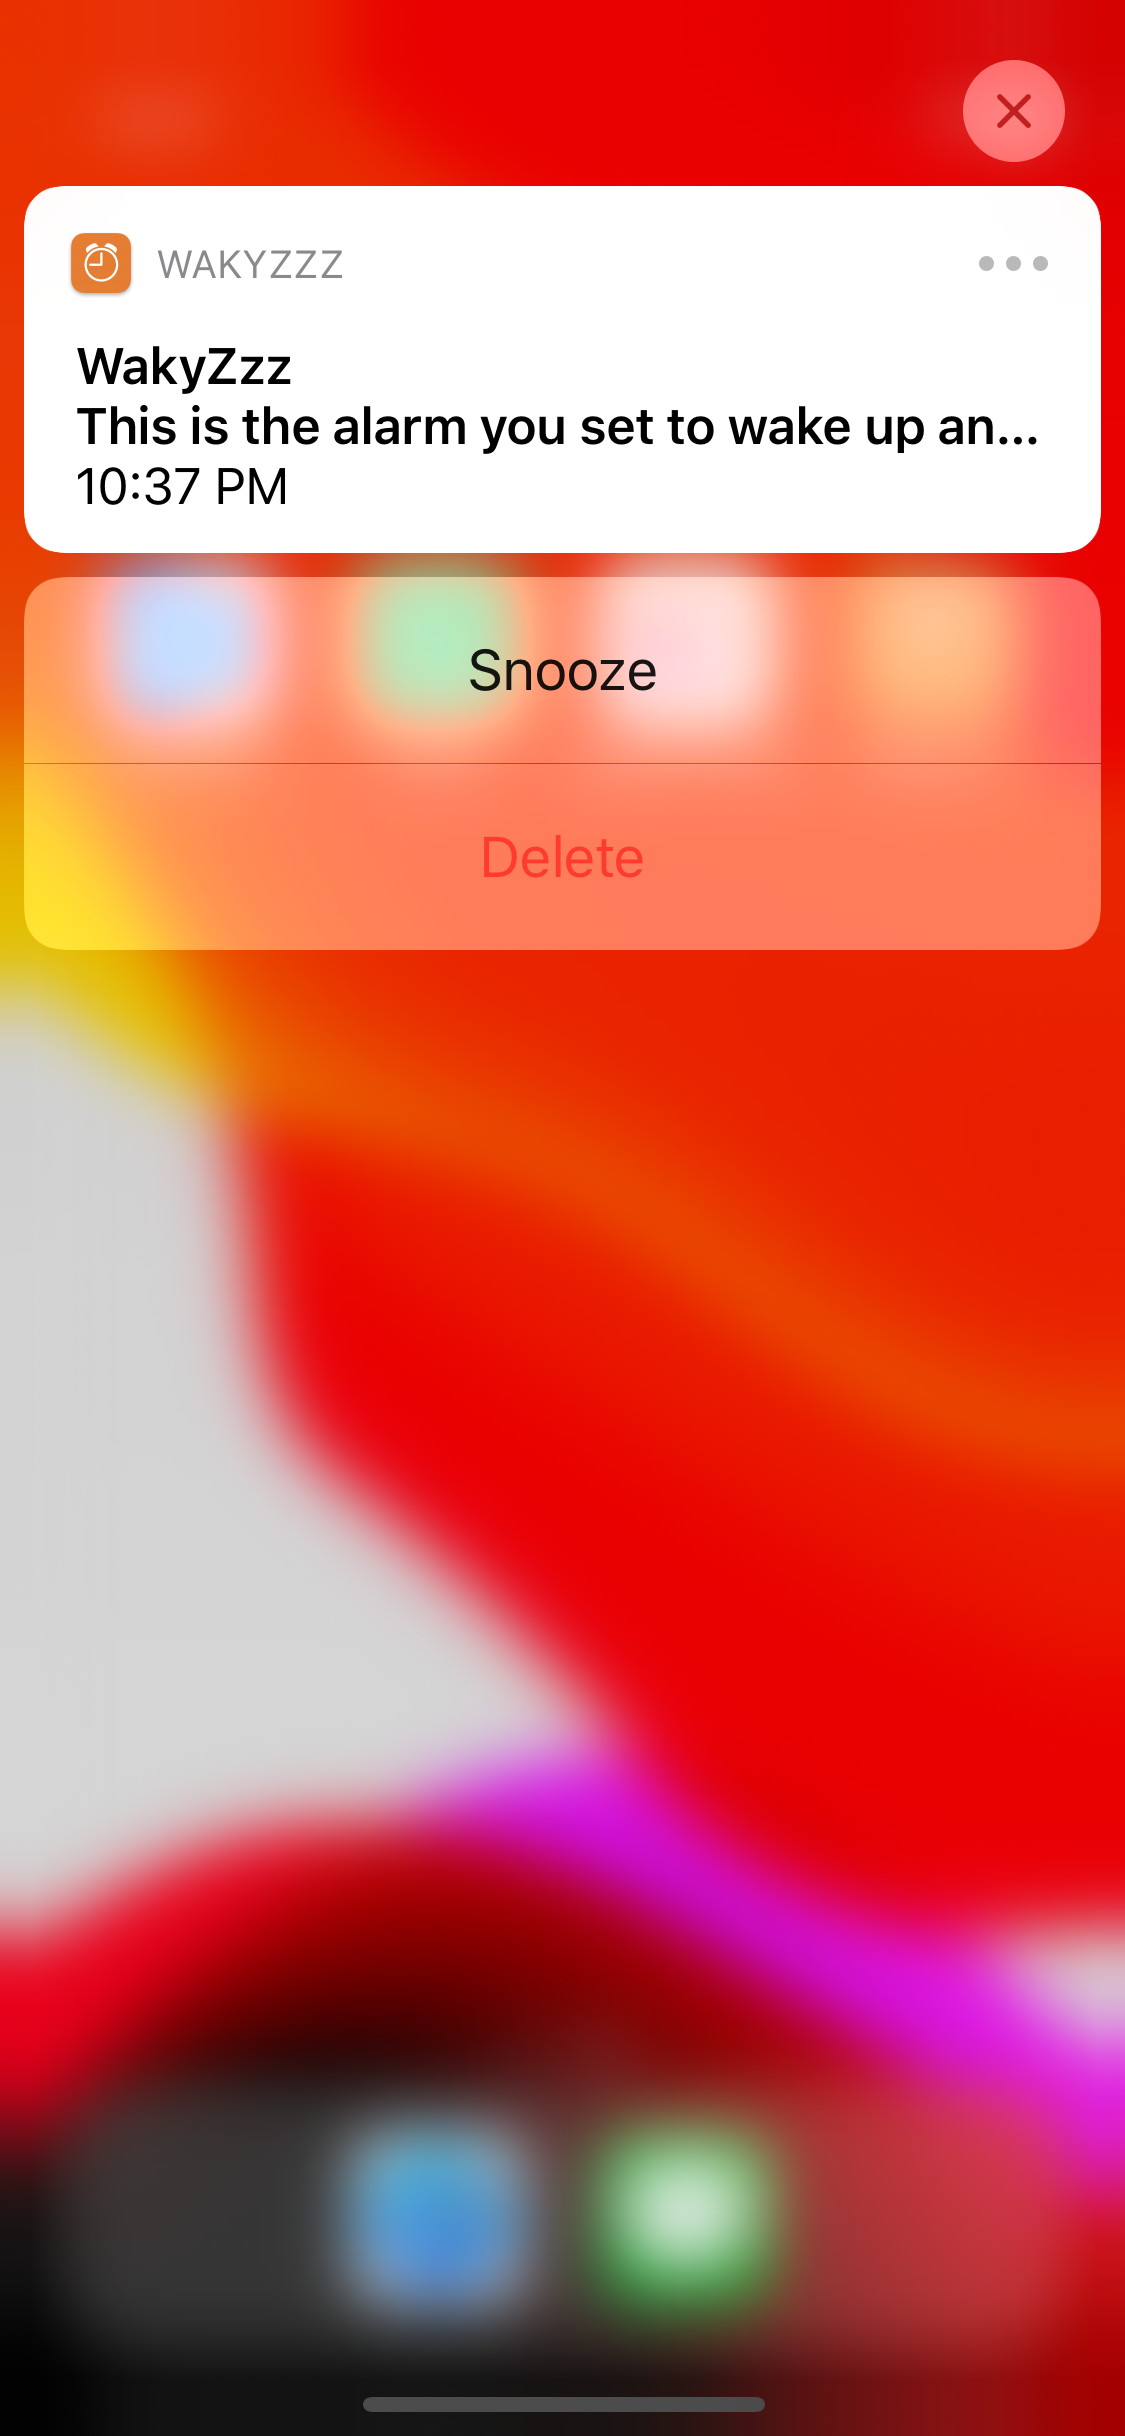 WAKYZZZ
WakyZzz
This is the alarm you set to wake up an...
10:37 PM
Snooze
Delete